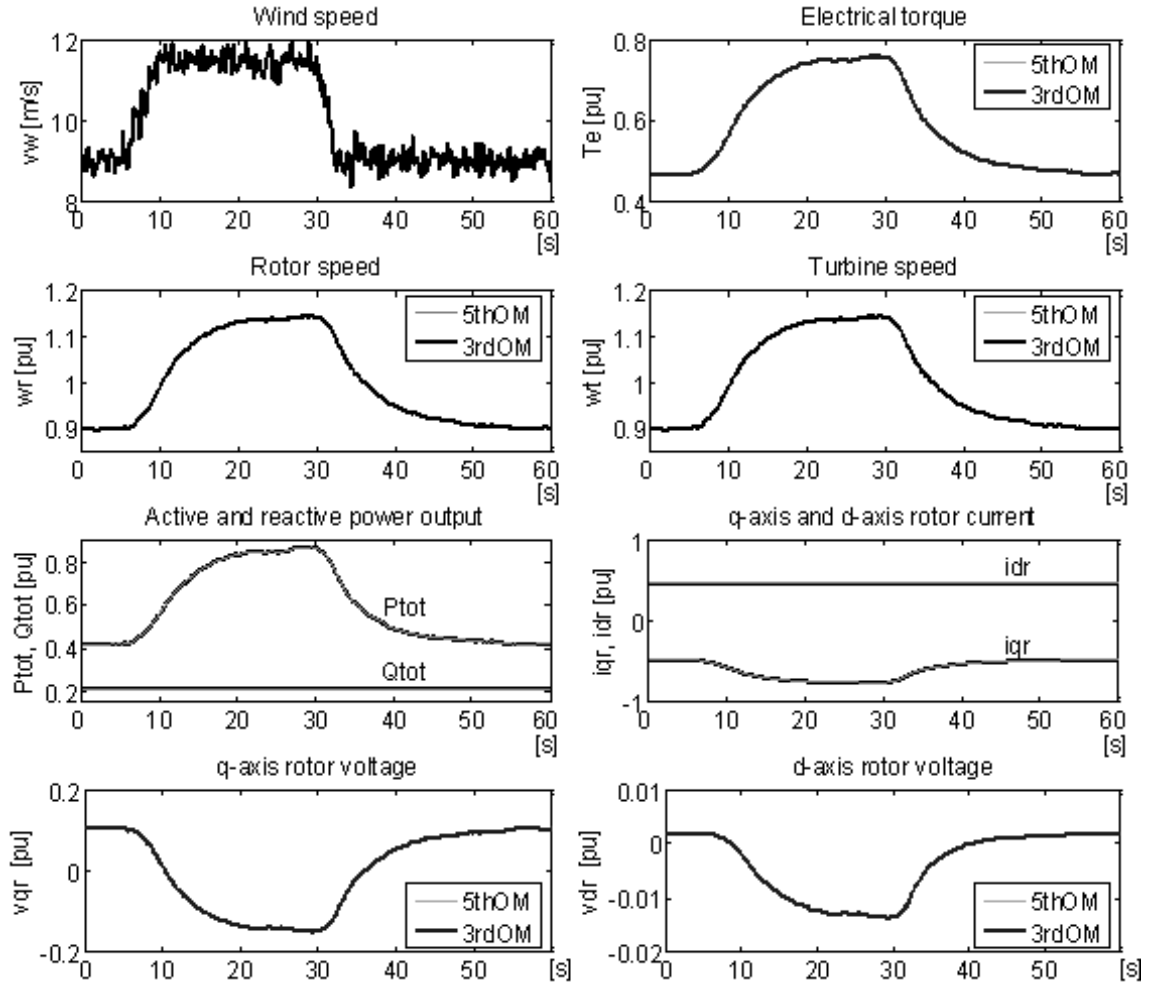 Wind speed
vw [m/s]
12
10
8
0 10 20 30 40 50 60
[s]
Electrical torque
Te [pu]
0.8
0.6
0.4
5thOM
3rdOM
0 10 20 30 40 50 60
[s]
Rotor speed
wr [pu]
1.2
1.1
1
0.9
5thOM
3rdOM
0 10 20 30 40 50 60
[s]
Turbine speed
wt [pu]
1.2
1.1
1
0.9
5thOM
3rdOM
0 10 20 30 40 50 60
[s]
Active and reactive power output
Ptot, Qtot [pu]
0.8
0.6
0.4
0.2
Ptot
Qtot
0 10 20 30 40 50 60
[s]
q-axis and d-axis rotor current
iqr, idr [pu]
1
0
-1
idr
iqr
0 10 20 30 40 50 60
[s]
q-axis rotor voltage
vqr [pu]
0.2
0
-0.2
5thOM
3rdOM
0 10 20 30 40 50 [s]
d-axis rotor voltage
vdr [pu]
0.01
0
-0.01
-0.02
5thOM
3rdOM
0 10 20 30 40 50 [s]